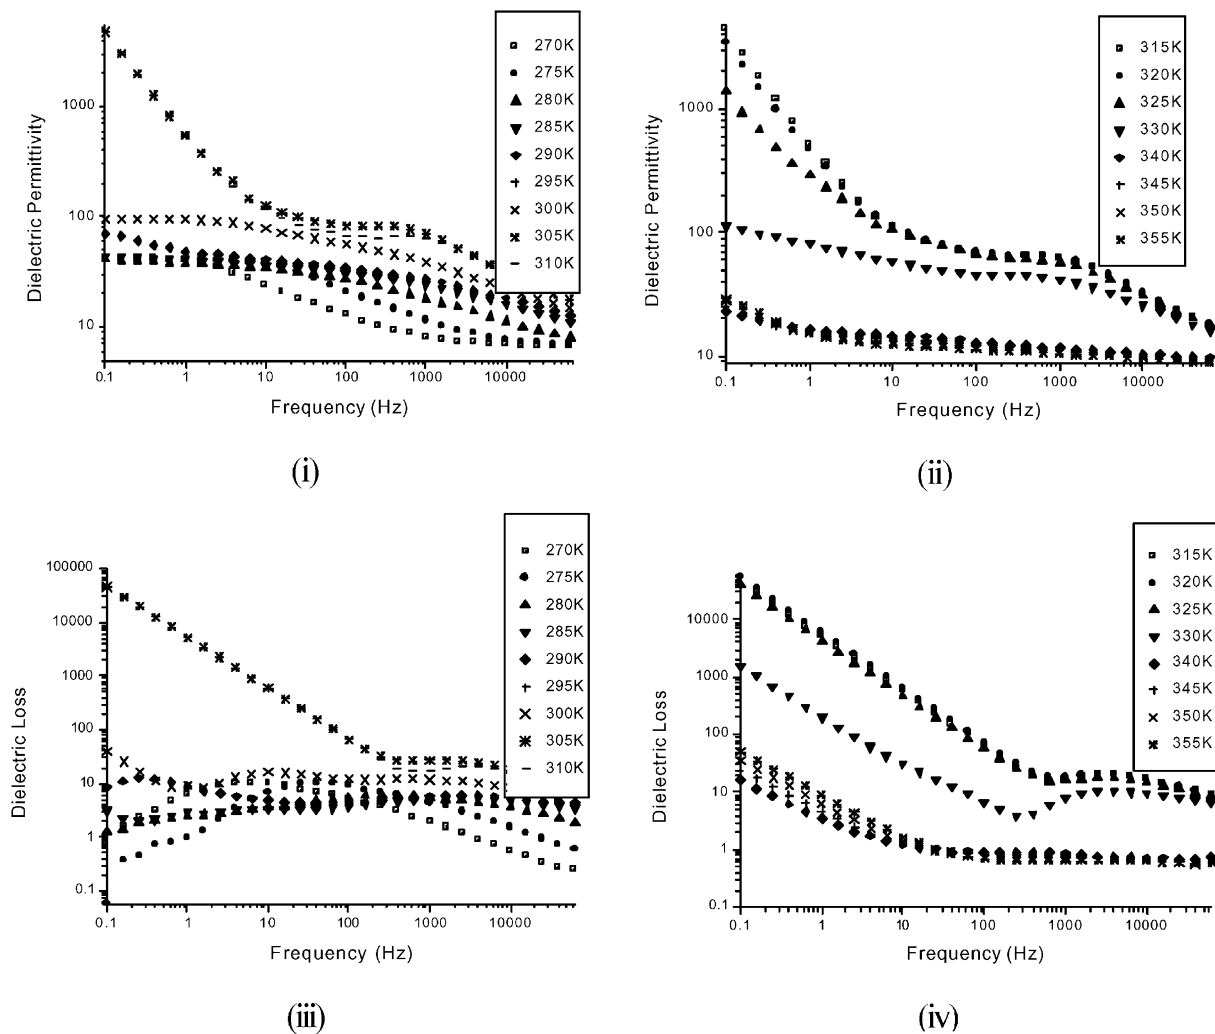 270K
275K
280K
285K
290K
295K
300K
305K
310K
Dielectric Permittivity
1000
100
10
0.1 1 10 100 1000 10000
Frequency (Hz)
(i)
315K
320K
325K
330K
340K
345K
350K
355K
Dielectric Permittivity
1000
100
10
0.1 1 10 100 1000 10000
Frequency (Hz)
(ii)
270K
275K
280K
285K
290K
295K
300K
305K
310K
Dielectric Loss
100000
10000
1000
100
10
1
0.1
0.1 1 10 100 1000 10000
Frequency (Hz)
(iii)
315K
320K
325K
330K
340K
345K
350K
355K
Dielectric Loss
10000
1000
100
10
1
0.1
0.1 1 10 100 1000 10000
Frequency (Hz)
(iv)